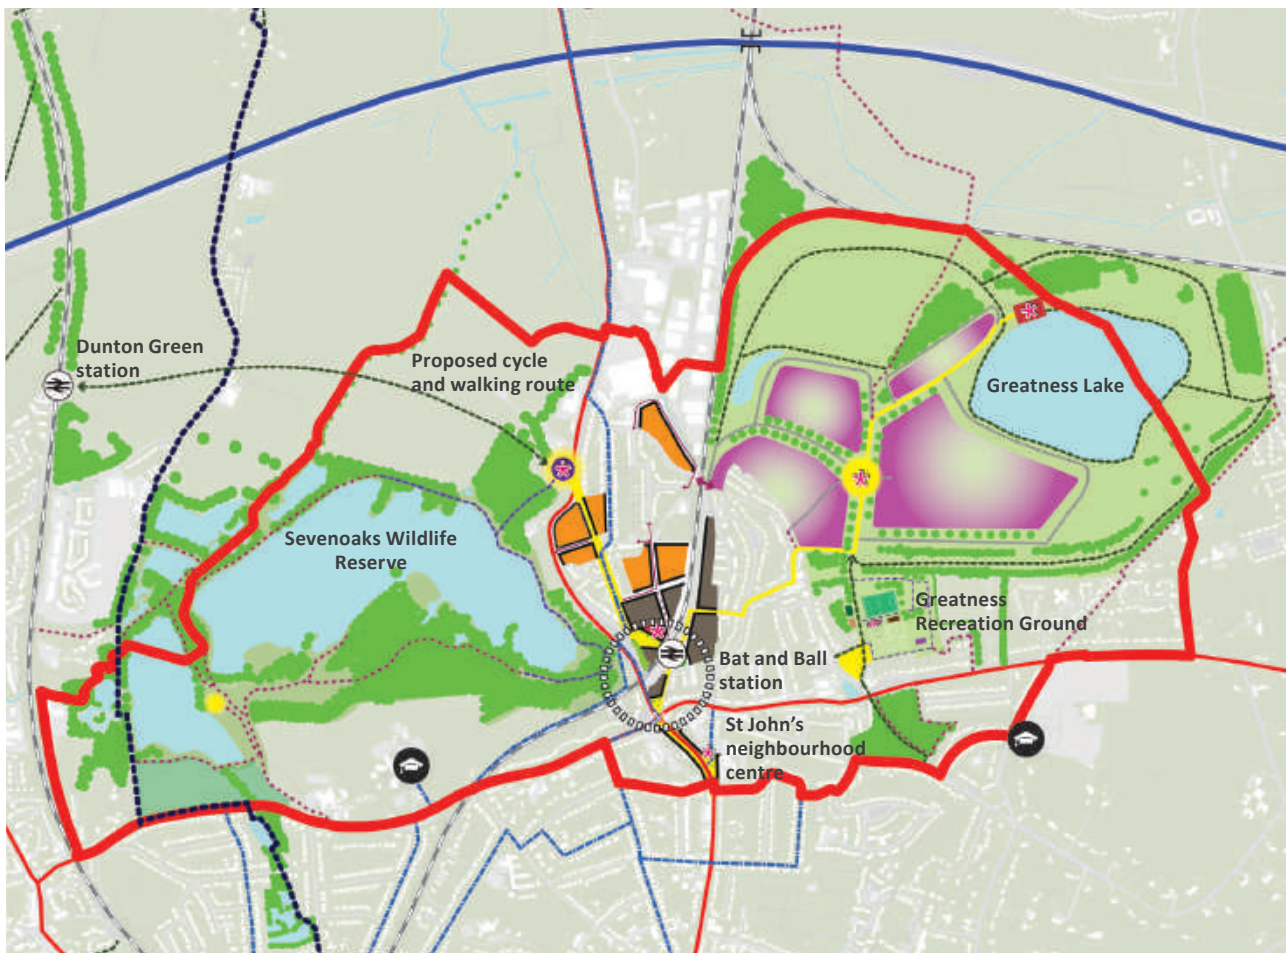 Dunton Green
station
Proposed cycle
and walking route
Greatness Lake
Sevenoaks Wildlife
Reserve
Greatness
Recreation Ground
Bat and Ball
station
St John’s
neighbourhood
centre